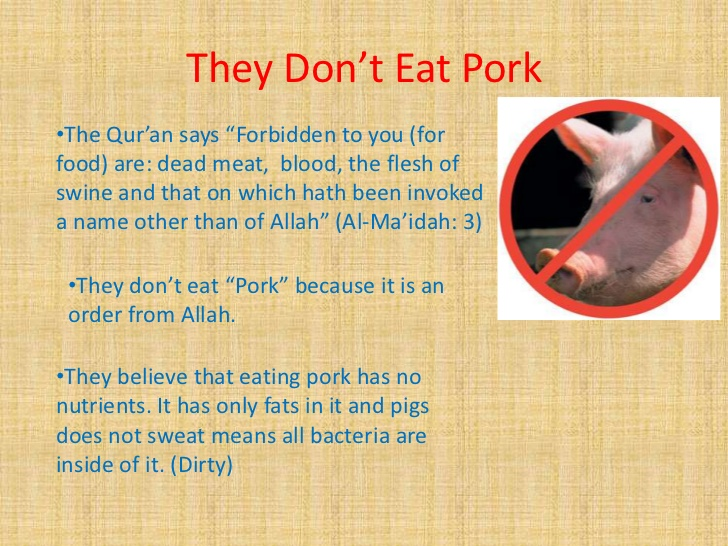 They Don’t Eat Pork
•The Qur’an says “Forbidden to you (for
food) are: dead meat,  blood, the flesh of
swine and that on which hath been invoked
a name other than of Allah” (Al-Ma’idah: 3)
•They don’t eat “Pork” because it is an
order from Allah.
•They believe that eating pork has no
nutrients. It has only fats in it and pigs
does not sweat means all bacteria are
inside of it. (Dirty)